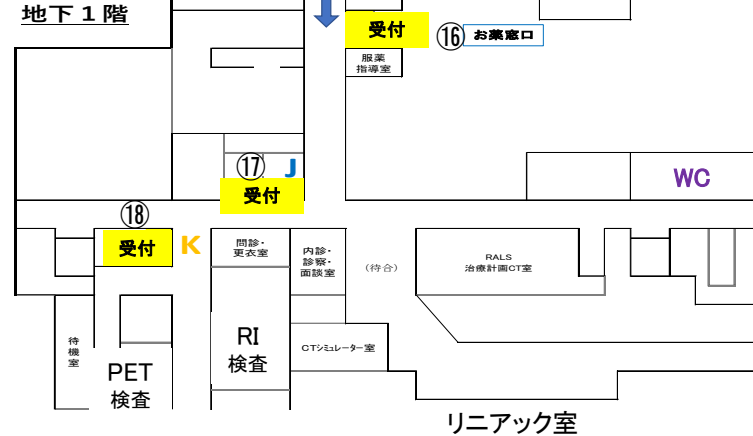 地下１階
受付
⑯ お薬窓口
服薬
指導室
⑰ J
受付
WC
⑱
受付 K
問診・
更衣室
内診・
診察・
面談室
(待合)
RALS
治療計画CT室
待機室
RI
検査
CTシミュレーター室
PET
検査
リニアック室